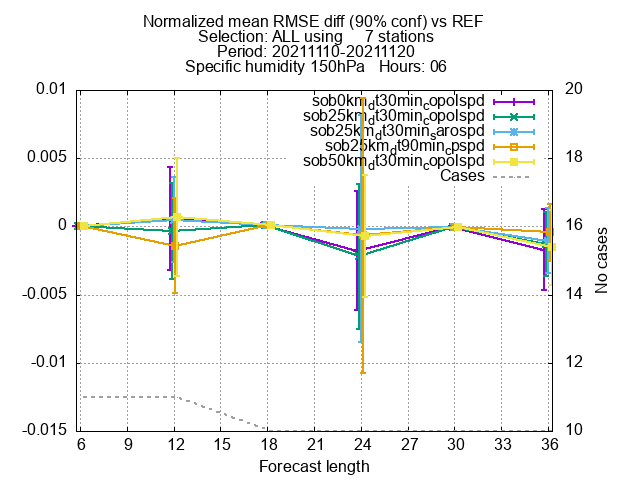 Normalized mean RMSE diff (90% conf) vs REF
Selection: ALL using 7 stations
Period: 20211110-20211120
Specific humidity 150hPa Hours: 06
0.01
0.005
0
-0.005
-0.01
-0.015
20
18
16
14
12
10
sob0km_dt30min_copolspd
sob25km_dt30min_copolspd
sob25km_dt30min_sarospd
sob25km_dt90min_cpspd
sob50km_dt30min_copolspd
Cases
No cases
6 9 12 15 18 21 24 27 30 33 36
Forecast length